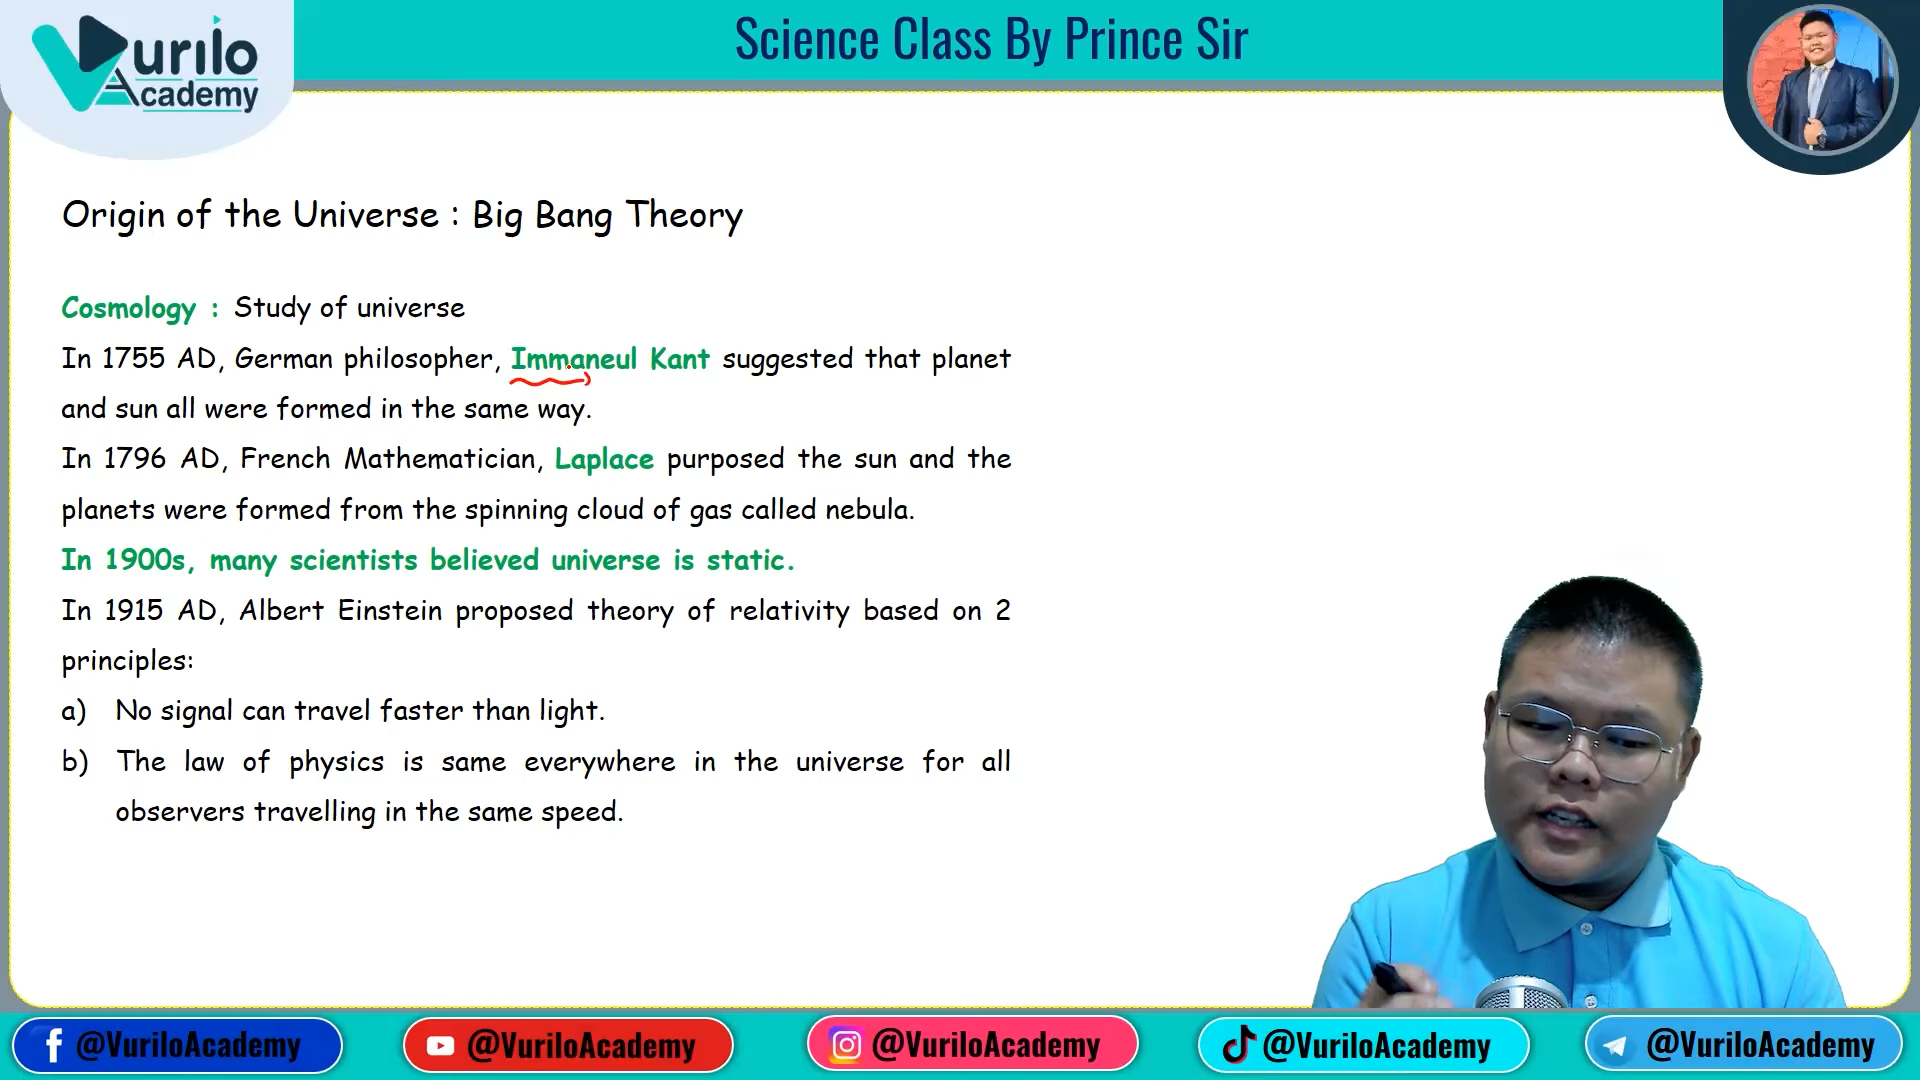 Vurilo
Academy
Science Class By Prince Sir
Origin of the Universe : Big Bang Theory
Cosmology : Study of universe
In 1755 AD, German philosopher, Immaneul Kant suggested that planet
and sun all were formed in the same way.
In 1796 AD, French Mathematician, Laplace purposed the sun and the
planets were formed from the spinning cloud of gas called nebula.
In 1900s, many scientists believed universe is static.
In 1915 AD, Albert Einstein proposed theory of relativity based on 2
principles:
a) No signal can travel faster than light.
b) The law of physics is same everywhere in the universe for all
observers travelling in the same speed.
@VuriloAcademy
@VuriloAcademy
@VuriloAcademy
@VuriloAcademy
@VuriloAcademy